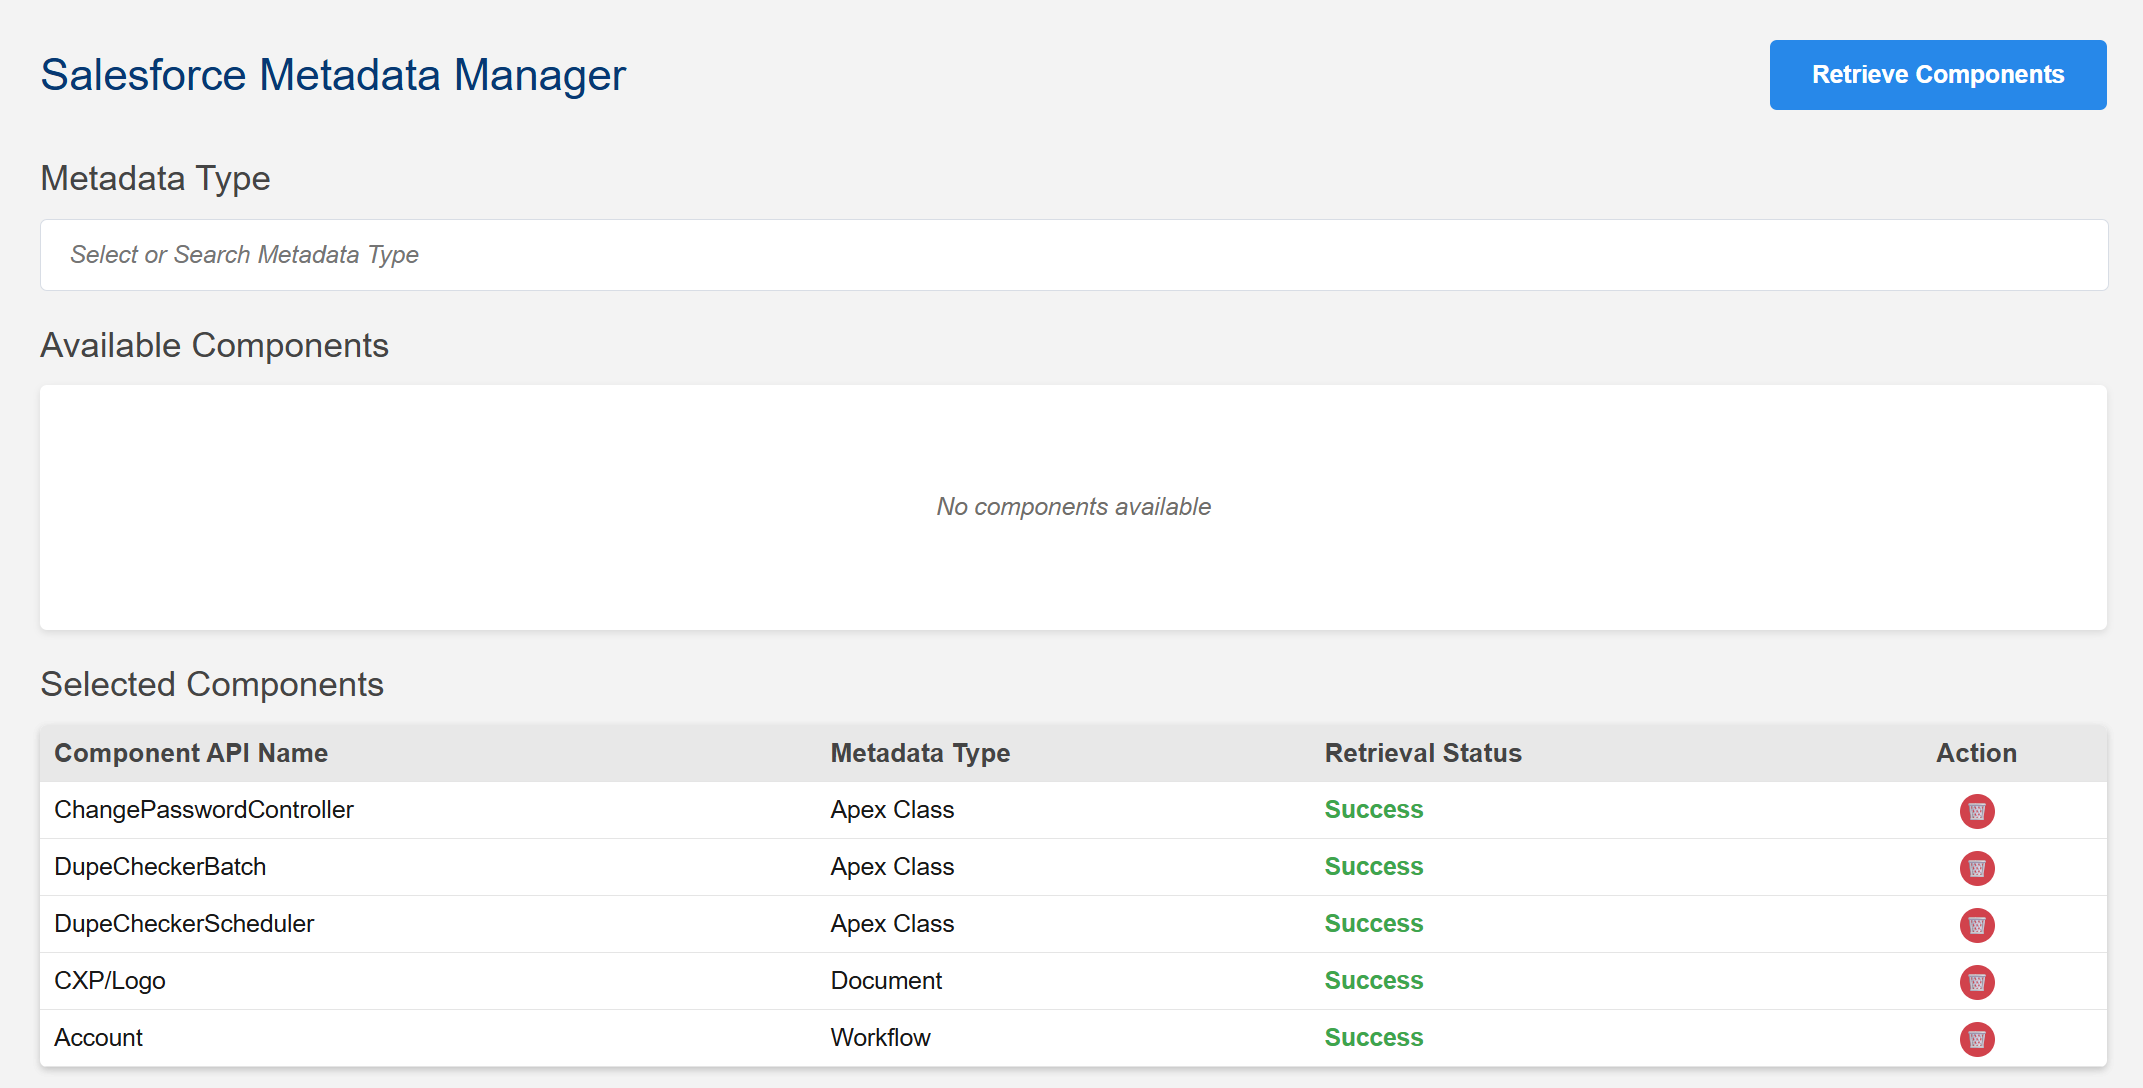 Salesforce Metadata Manager
Retrieve Components
Metadata Type
Select or Search Metadata Type
Available Components
No components available
Selected Components
Component API Name Metadata Type Retrieval Status Action
ChangePasswordController Apex Class Success
DupeCheckerBatch Apex Class Success
DupeCheckerScheduler Apex Class Success
CXP/Logo Document Success
Account Workflow Success